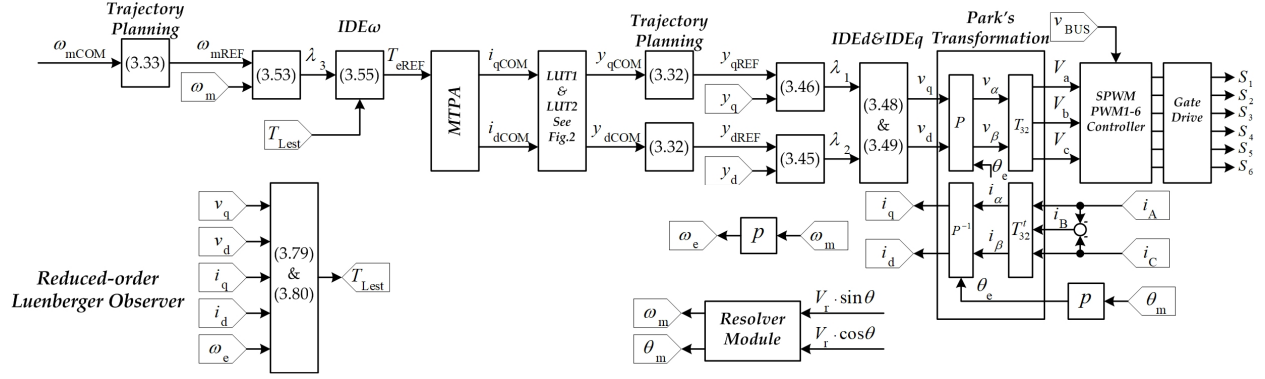 Trajectory
Planning
ω_mCOM
(3.33)
ω_mREF
ω_m
(3.53)
λ_3
IDEω
(3.55)
T_Lest
T_eREF
MTPA
i_qCOM
i_dCOM
LUT1
&
LUT2
See
Fig.2
y_qCOM
y_dCOM
Trajectory
Planning
(3.32)
(3.32)
y_qREF
y_q
y_dREF
y_d
(3.46)
(3.45)
λ_1
λ_2
IDEd&IDEq
(3.48)
&
(3.49)
v_q
v_d
Park's
Transformation
P
v_α
v_β
θ_e
T_32
V_a
V_b
V_c
v_BUS
SPWM
PWM1-6
Controller
Gate
Drive
S_1
S_2
S_3
S_4
S_5
S_6
i_q
i_d
P^-1
i_α
i_β
T'_32
i_B
i_A
i_C
-
-
θ_e
p
θ_m
ω_e
p
ω_m
Reduced-order
Luenberger Observer
v_q
v_d
i_q
i_d
ω_e
(3.79)
&
(3.80)
T_Lest
ω_m
θ_m
Resolver
Module
V_r · sinθ
V_r · cosθ